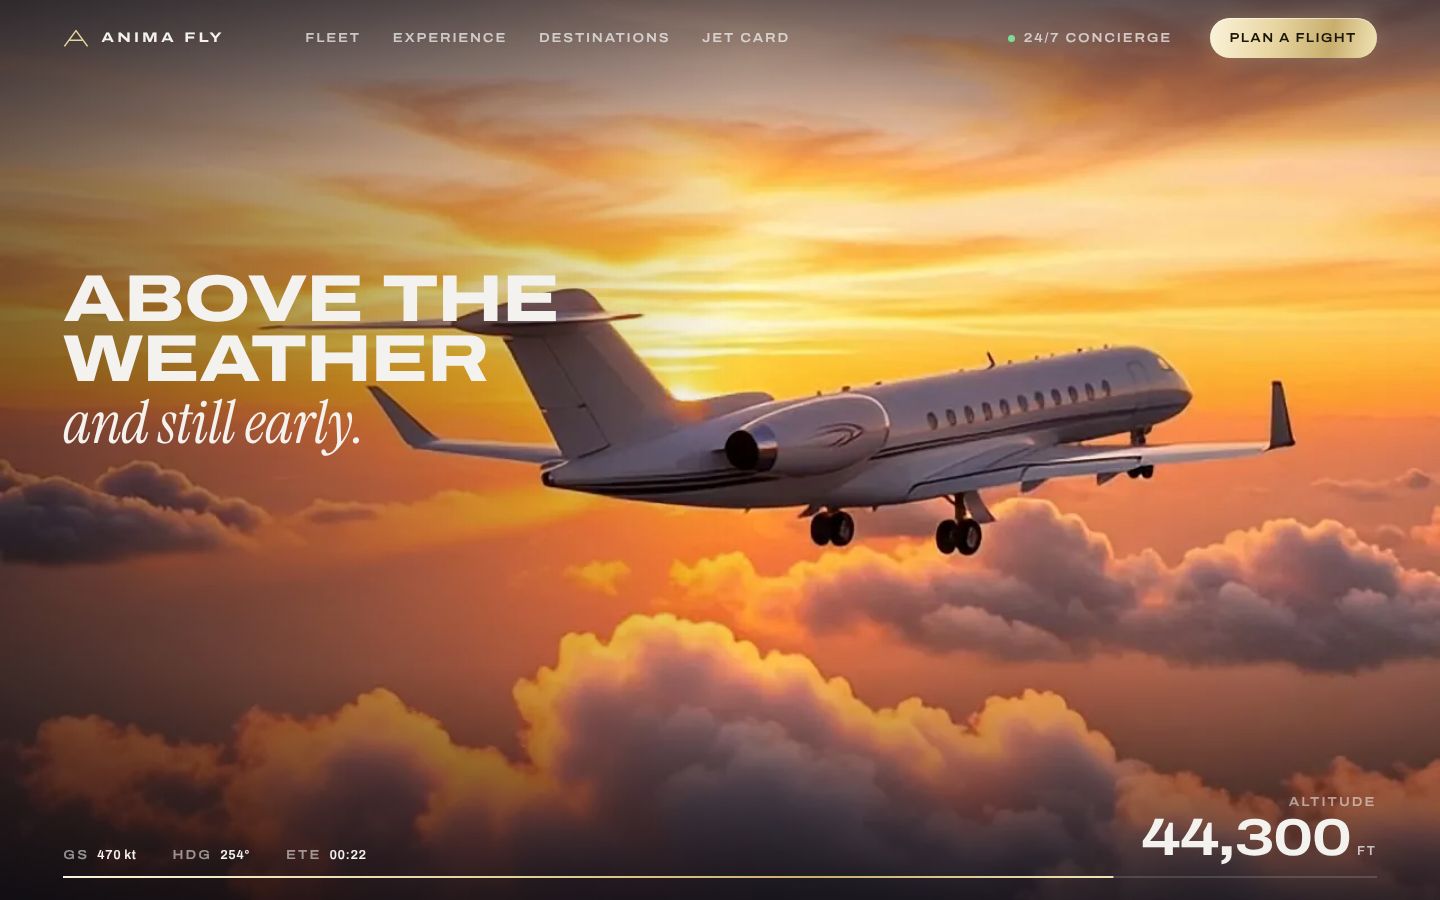 ANIMA FLY
FLEET EXPERIENCE DESTINATIONS JET CARD
24/7 CONCIERGE
PLAN A FLIGHT
ABOVE THE
WEATHER
and still early.
ALTITUDE
44,300 FT
GS 470 kt HDG 254° ETE 00:22